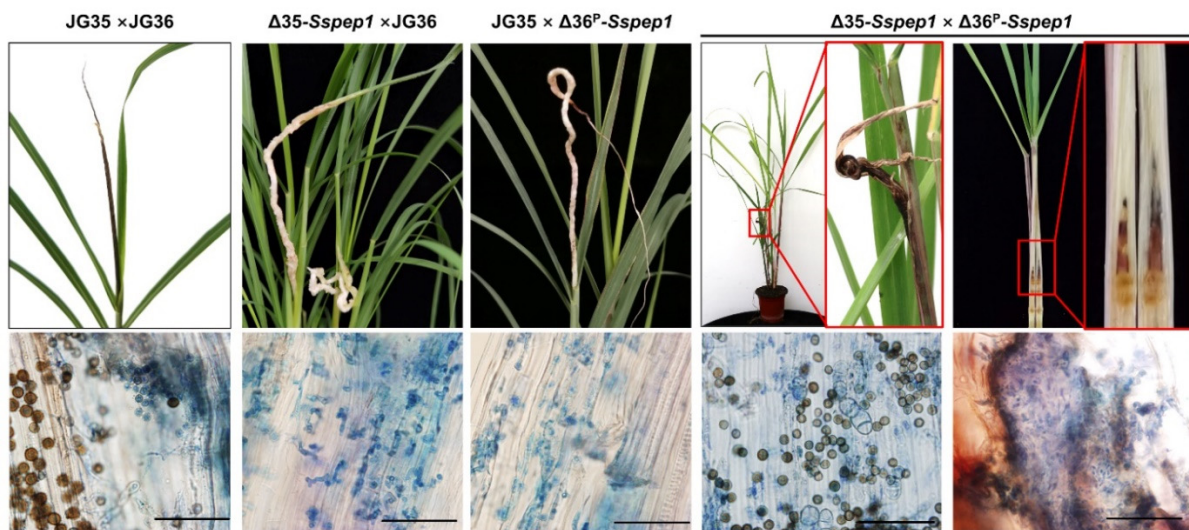 JG35 ×JG36
Δ35-Sspep1 ×JG36
JG35 × Δ36ᴾ-Sspep1
Δ35-Sspep1 × Δ36ᴾ-Sspep1